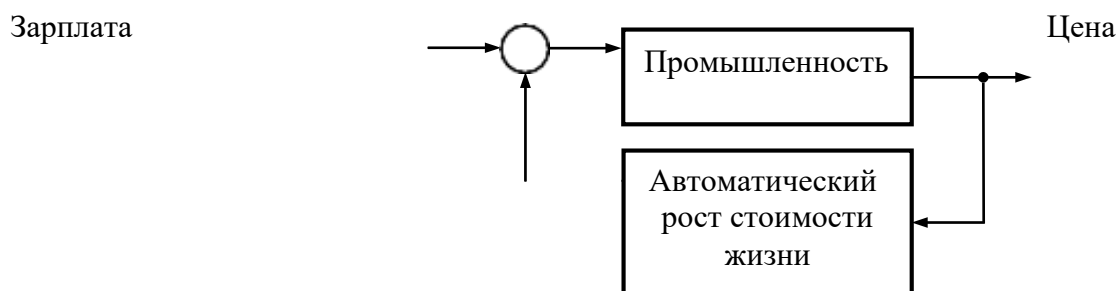 Зарплата
Цена
Промышленность
Автоматический
рост стоимости
жизни